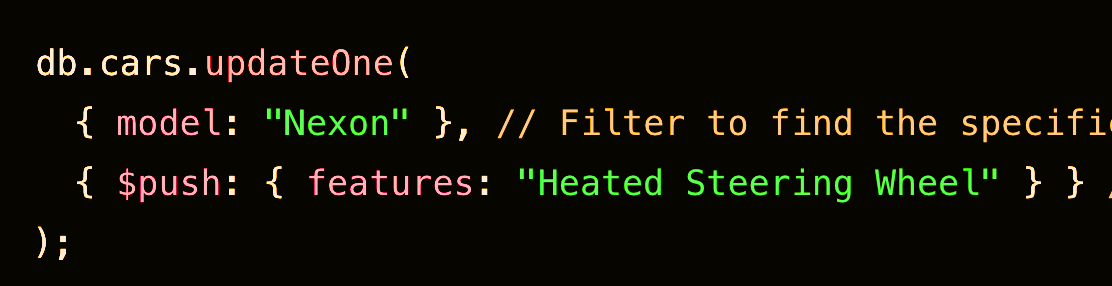 db.cars.updateOne(
  { model: "Nexon" }, // Filter to find the
  { $push: { features: "Heated Steering Wheel" } }
);